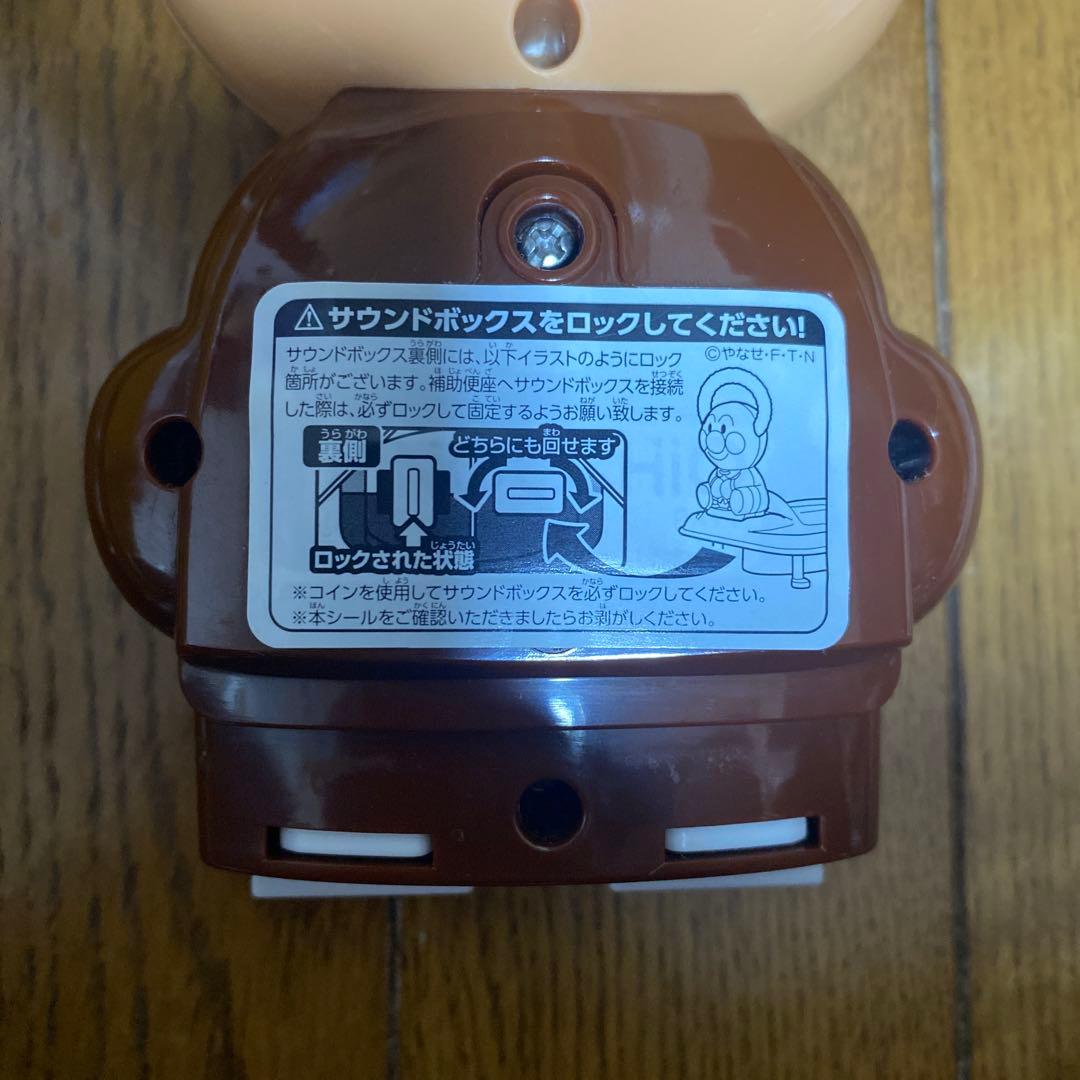 ⚠サウンドボックスをロックしてください!
©やなせ・F・T・N
サウンドボックス裏側には、以下イラストのようにロック
箇所がございます。補助便座へサウンドボックスを接続
した際は、必ずロックして固定するようお願い致します。
裏側
どちらにも回せます
ロックされた状態
※コインを使用してサウンドボックスを必ずロックしてください。
※本シールをご確認いただきましたらお剥がしください。